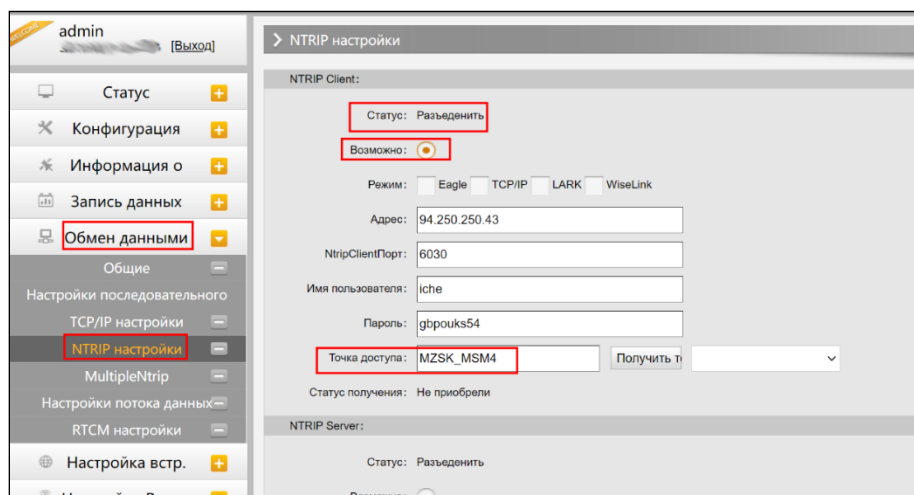 WELCOME
admin
[Выход]
Статус
Конфигурация
Информация о
Запись данных
Обмен данными
Общие
Настройки последовательного
TCP/IP настройки
NTRIP настройки
MultipleNtrip
Настройки потока данных
RTCM настройки
Настройка встр.
NTRIP настройки
NTRIP Client:
Статус: Разъеденить
Возможно:
Режим: Eagle TCP/IP LARK WiseLink
Адрес: 94.250.250.43
NtripClientПорт: 6030
Имя пользователя: iche
Пароль: gbpouks54
Точка доступа: MZSK_MSM4 Получить т
Статус получения: Не приобрели
NTRIP Server:
Статус: Разъеденить